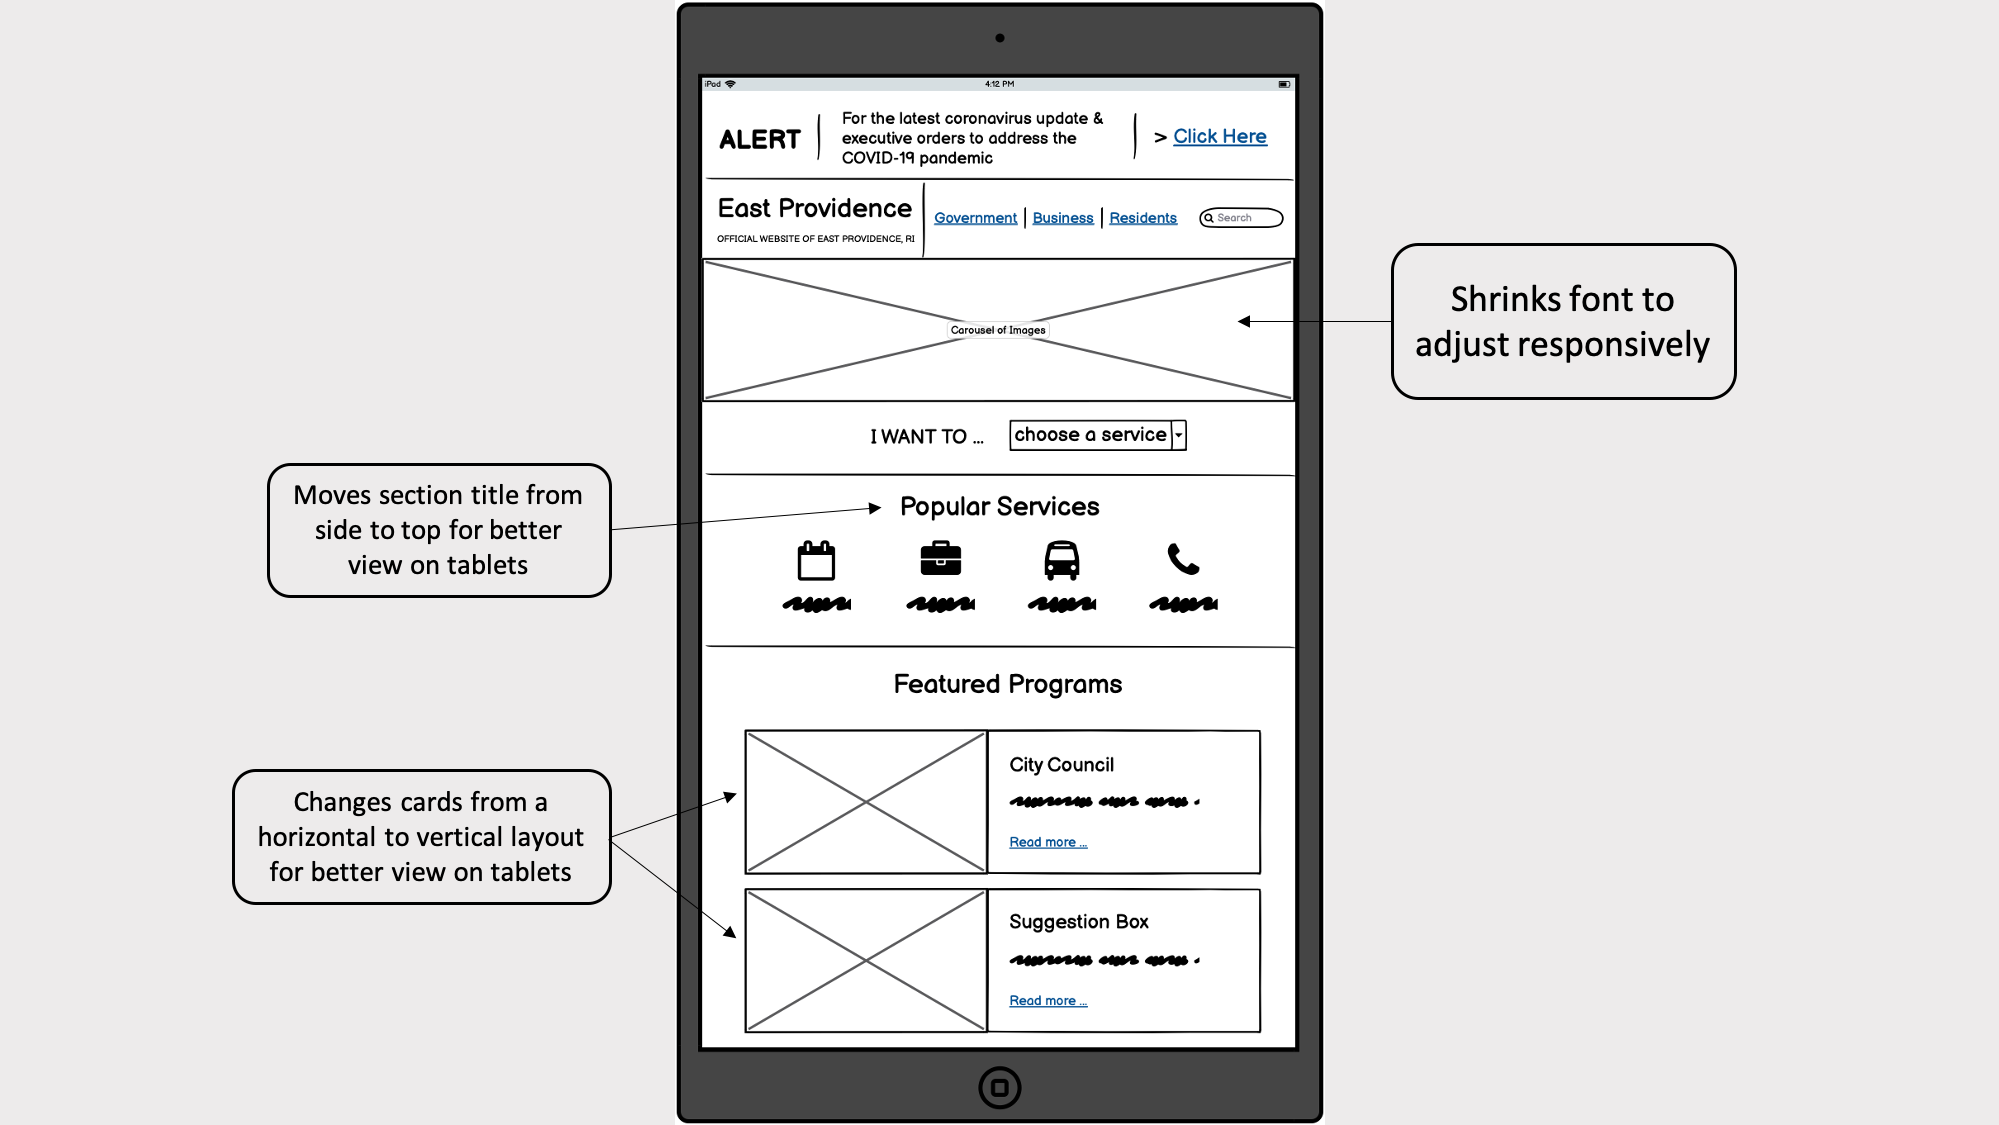 iPad
4:12 PM
ALERT
For the latest coronavirus update &
executive orders to address the
COVID-19 pandemic
> Click Here
East Providence
OFFICIAL WEBSITE OF EAST PROVIDENCE, RI
Government
Business
Residents
Search
Carousel of Images
Shrinks font to
adjust responsively
I WANT TO ...
choose a service
Moves section title from
side to top for better
view on tablets
Popular Services
Featured Programs
Changes cards from a
horizontal to vertical layout
for better view on tablets
City Council
Read more ...
Suggestion Box
Read more ...